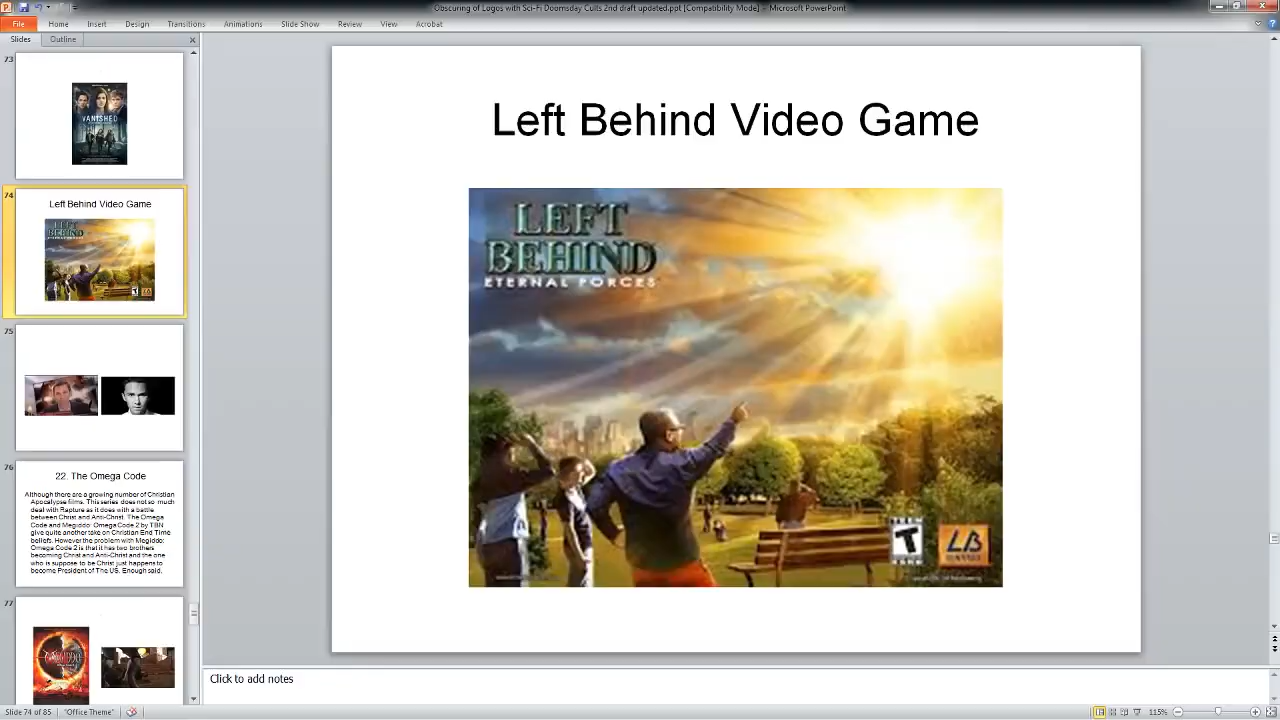 Obscuring of Logos with Sci-Fi Doomsday Cults 2nd draft updated.ppt [Compatibility Mode] - Microsoft PowerPoint
File Home Insert Design Transitions Animations Slide Show Review View Acrobat
Slides Outline
73
VANISHED
74
Left Behind Video Game
LEFT
BEHIND
75
76
22. The Omega Code
Although there are a growing number of Christian
Apocalypse films. This series does not so much
deal with Rapture as it does with a battle
between Christ and Anti-Christ. The Omega
Code and Megiddo: Omega Code 2 by TBN
give quite another take on Christian End Time
beliefs. However the problem with Megiddo:
Omega Code 2 is that it has two brothers
becoming Christ and Anti-Christ and the one
who is suppose to be Christ just happens to
become President of The US. Enough said.
77
MEGIDDO
Left Behind Video Game
LEFT
BEHIND
ETERNAL FORCES
T
LB
Click to add notes
Slide 74 of 85 "Office Theme" 115%